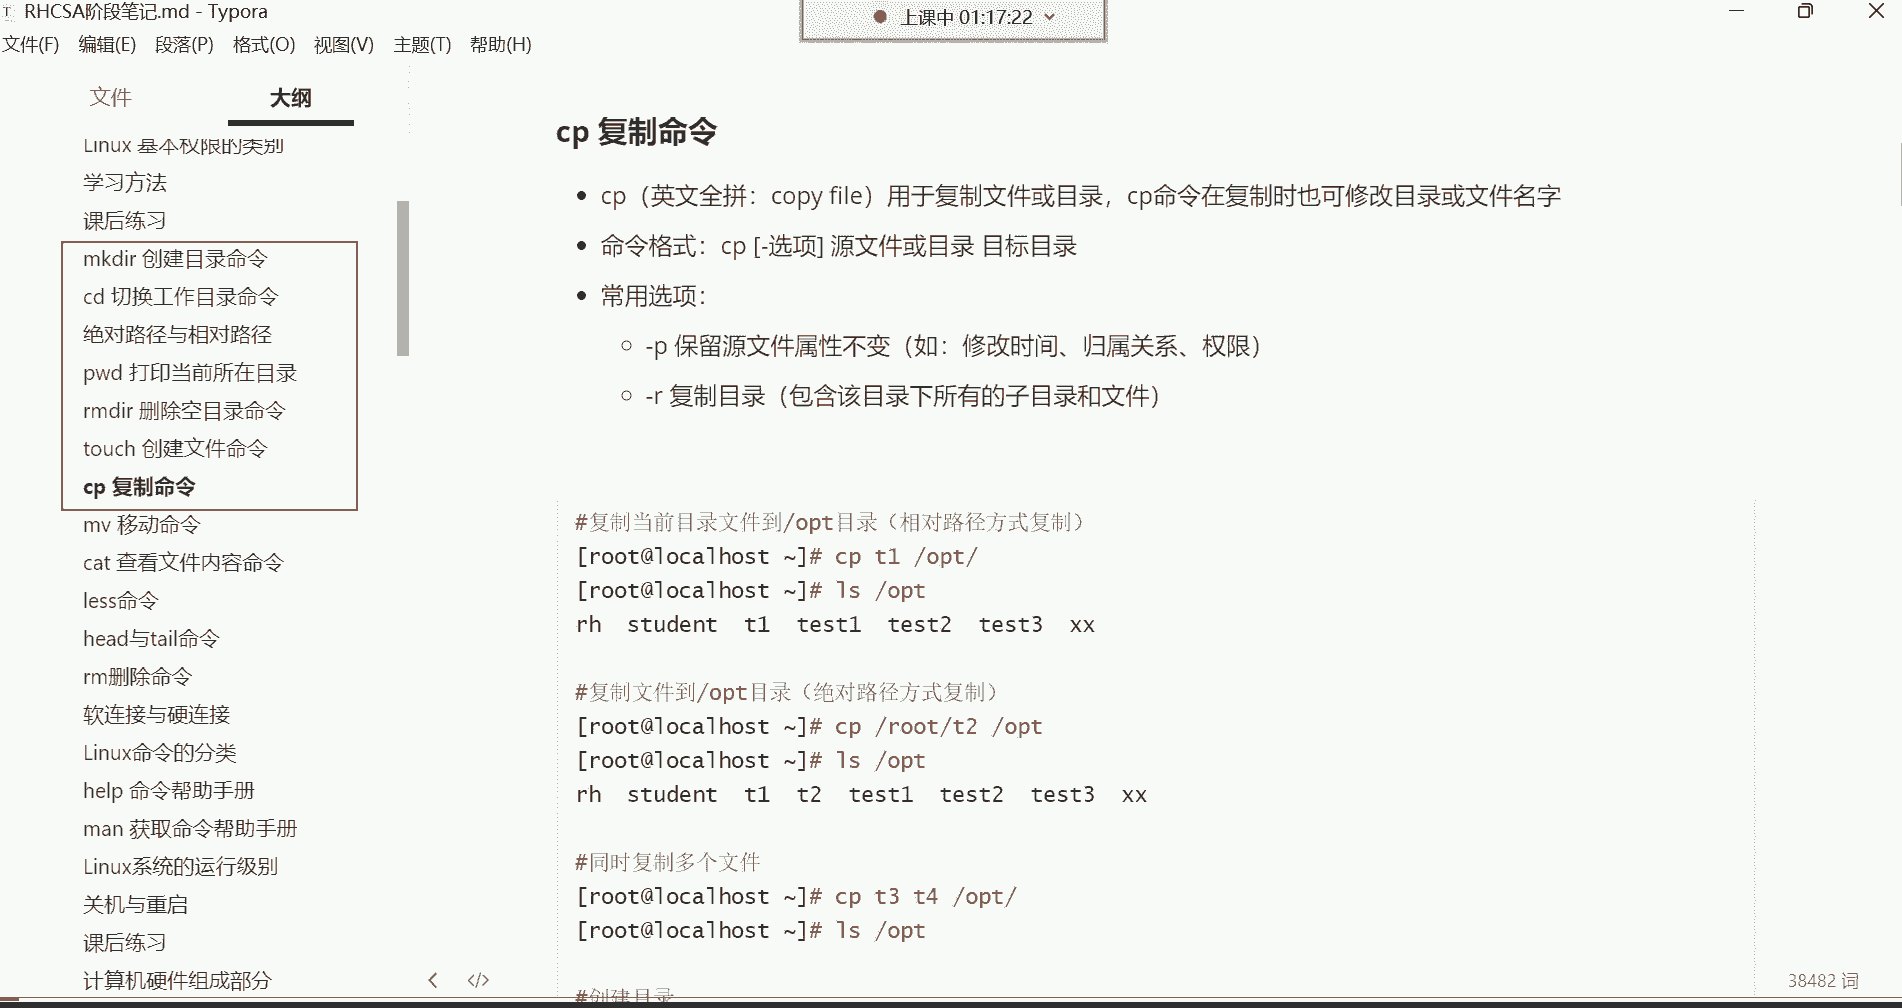 RHCSA阶段笔记.md - Typora
上课中 01:17:22
文件(F) 编辑(E) 段落(P) 格式(O) 视图(V) 主题(T) 帮助(H)
文件 大纲
Linux 基本权限的类别
学习方法
课后练习
mkdir 创建目录命令
cd 切换工作目录命令
绝对路径与相对路径
pwd 打印当前所在目录
rmdir 删除空目录命令
touch 创建文件命令
cp 复制命令
mv 移动命令
cat 查看文件内容命令
less命令
head与tail命令
rm删除命令
软连接与硬连接
Linux命令的分类
help 命令帮助手册
man 获取命令帮助手册
Linux系统的运行级别
关机与重启
课后练习
计算机硬件组成部分
cp 复制命令
cp（英文全拼：copy file）用于复制文件或目录，cp命令在复制时也可修改目录或文件名字
命令格式：cp [-选项] 源文件或目录 目标目录
常用选项：
-p 保留源文件属性不变（如：修改时间、归属关系、权限）
-r 复制目录（包含该目录下所有的子目录和文件）
#复制当前目录文件到/opt目录（相对路径方式复制）
[root@localhost ~]# cp t1 /opt/
[root@localhost ~]# ls /opt
rh student t1 test1 test2 test3 xx
#复制文件到/opt目录（绝对路径方式复制）
[root@localhost ~]# cp /root/t2 /opt
[root@localhost ~]# ls /opt
rh student t1 t2 test1 test2 test3 xx
#同时复制多个文件
[root@localhost ~]# cp t3 t4 /opt/
[root@localhost ~]# ls /opt
#创建目录
38482 词